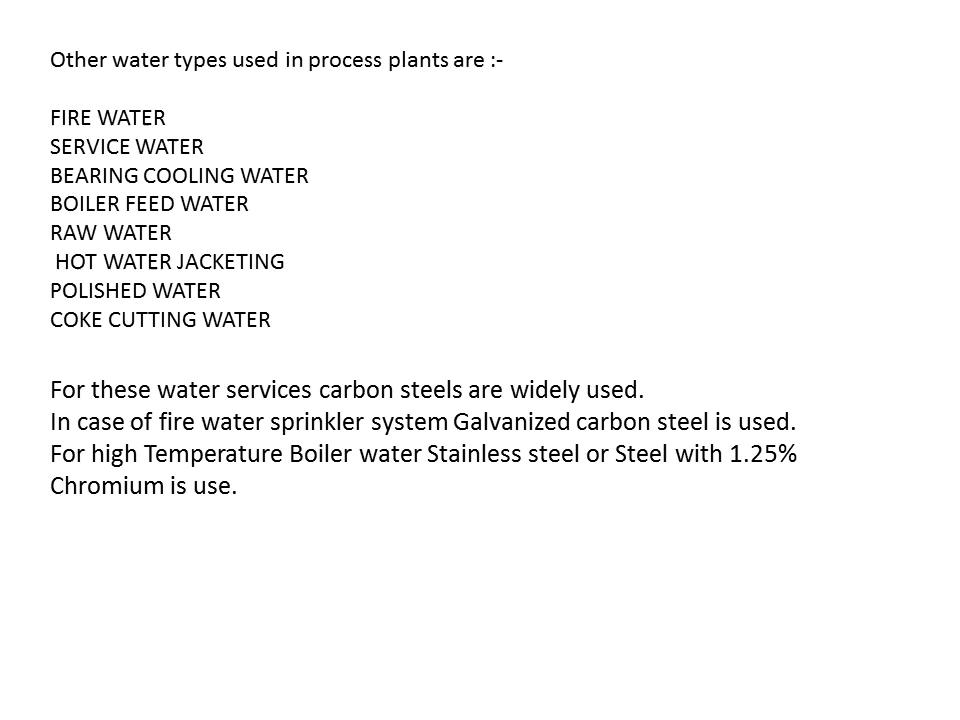 Other water types used in process plants are :-
FIRE WATER
SERVICE WATER
BEARING COOLING WATER
BOILER FEED WATER
RAW WATER
HOT WATER JACKETING
POLISHED WATER
COKE CUTTING WATER
For these water services carbon steels are widely used.
In case of fire water sprinkler system Galvanized carbon steel is used.
For high Temperature Boiler water Stainless steel or Steel with 1.25%
Chromium is use.